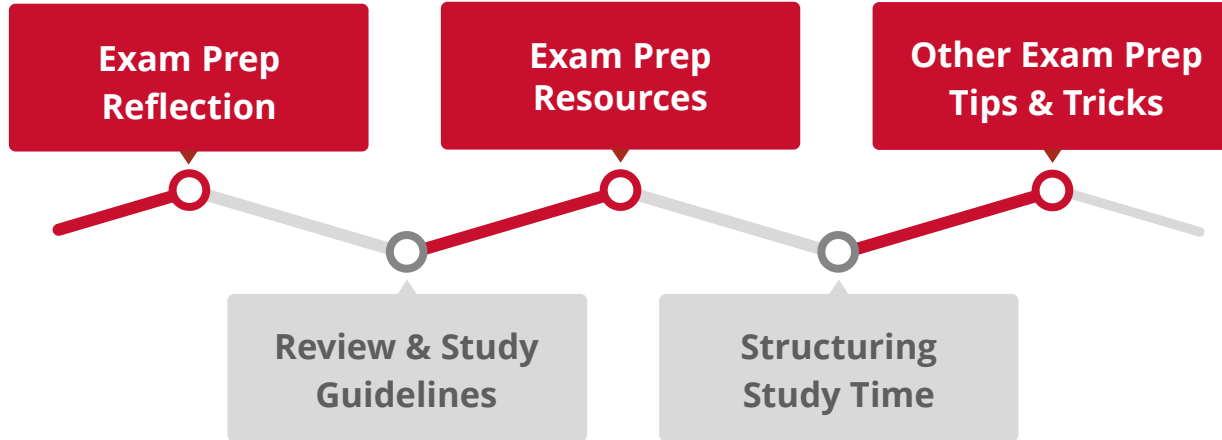 Exam Prep
Reflection
Review & Study
Guidelines
Exam Prep
Resources
Structuring
Study Time
Other Exam Prep
Tips & Tricks